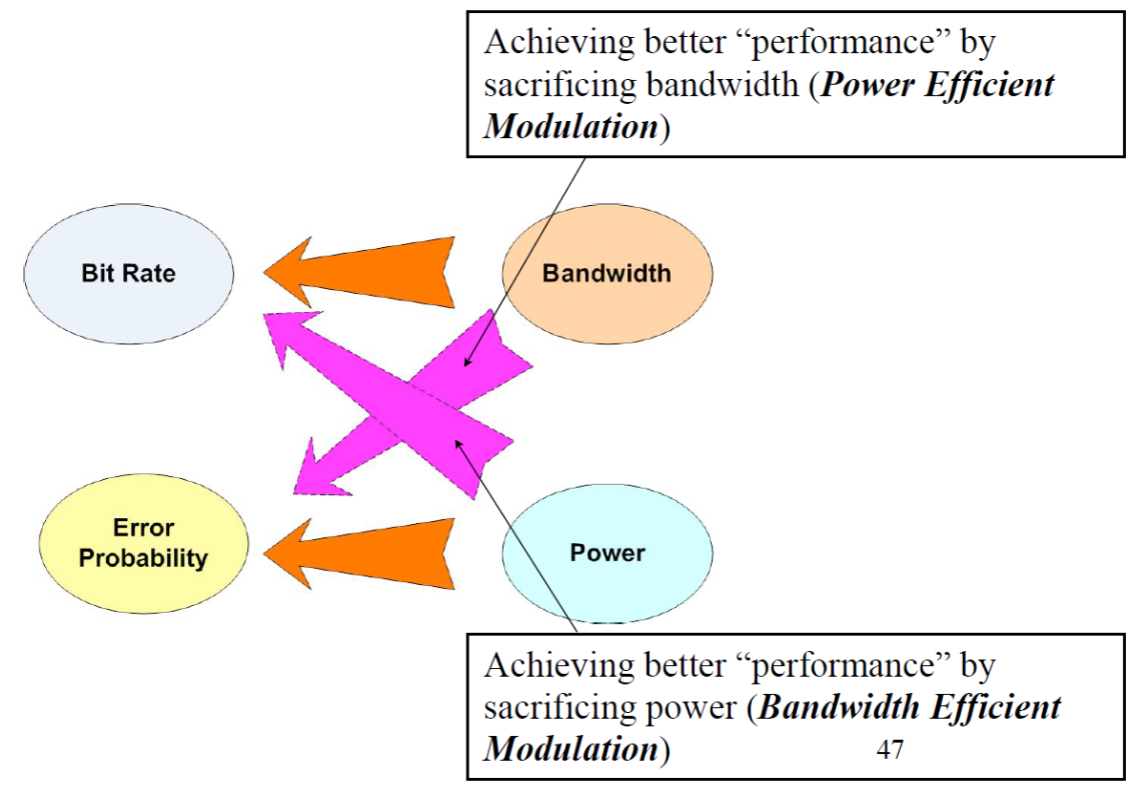 Achieving better “performance” by
sacrificing bandwidth (Power Efficient
Modulation)
Bit Rate
Bandwidth
Error
Probability
Power
Achieving better “performance” by
sacrificing power (Bandwidth Efficient
Modulation)
47